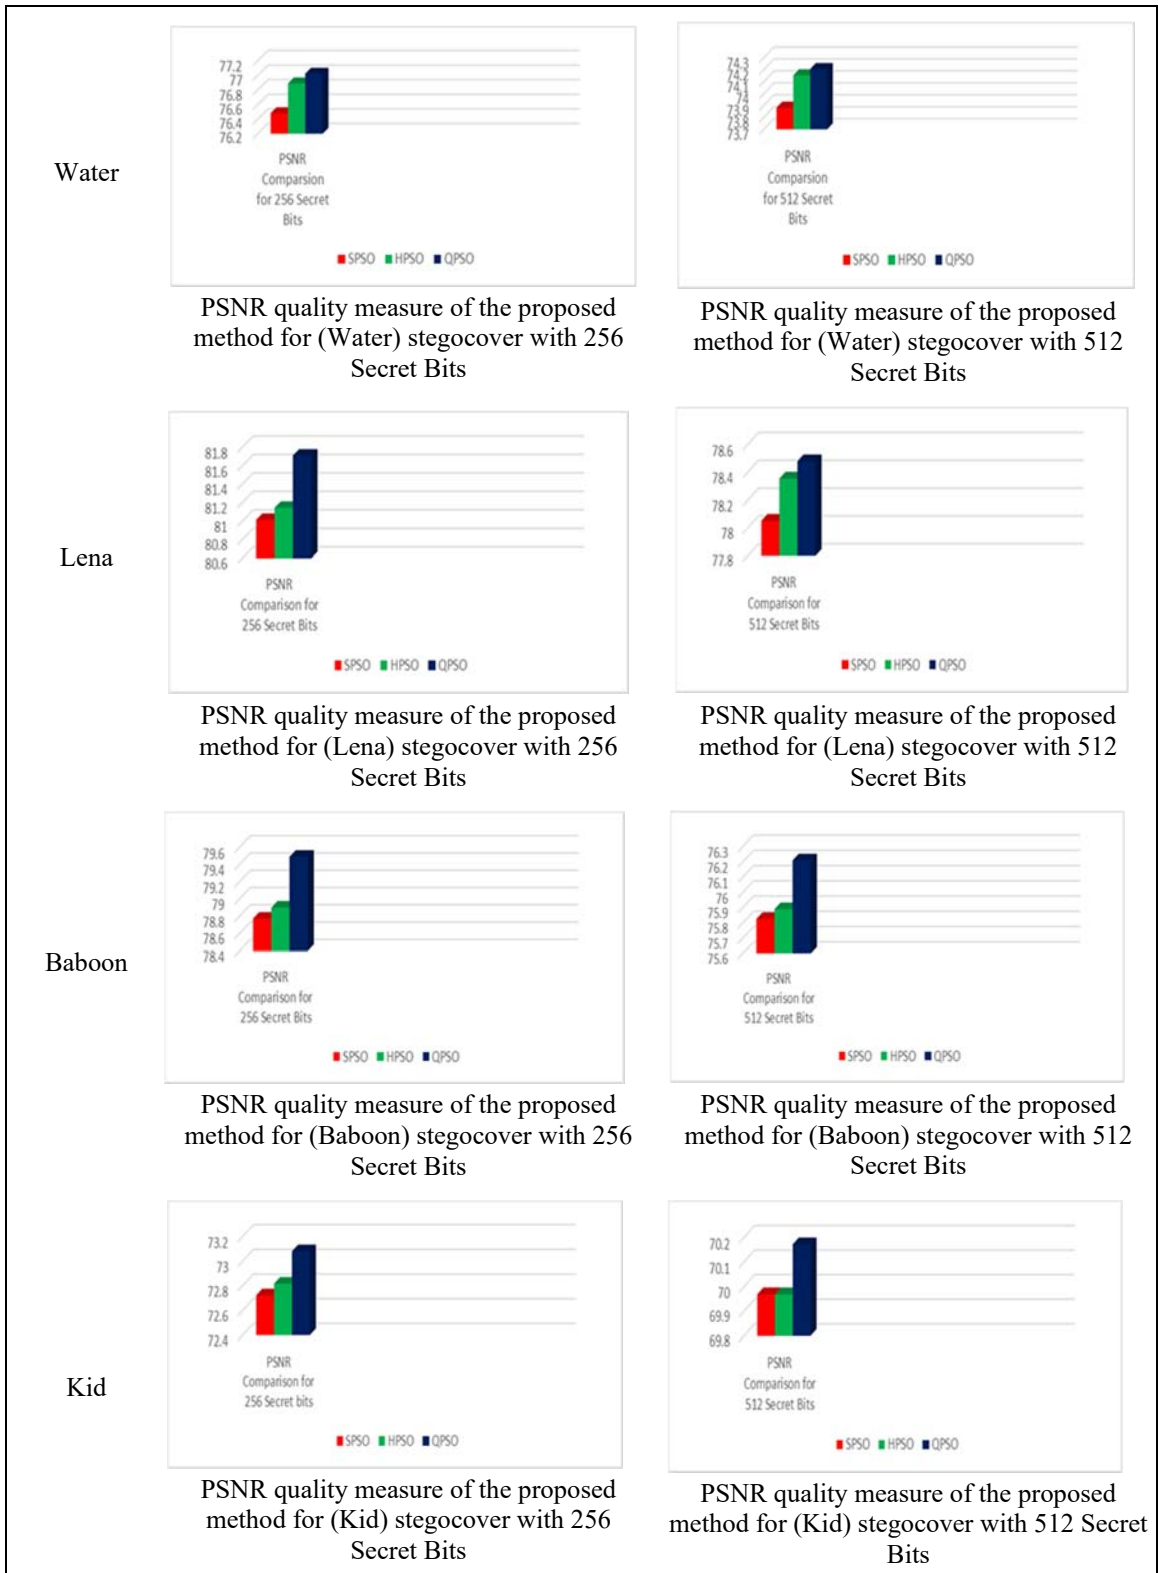 Water
77.2
77
76.8
76.6
76.4
76.2
PSNR
Comparsion
for 256 Secret
Bits
SPSO HPSO QPSO
PSNR quality measure of the proposed
method for (Water) stegocover with 256
Secret Bits
74.3
74.2
74.1
74
73.9
73.8
73.7
PSNR
Comparsion
for 512 Secret
Bits
SPSO HPSO QPSO
PSNR quality measure of the proposed
method for (Water) stegocover with 512
Secret Bits
Lena
81.8
81.6
81.4
81.2
81
80.8
80.6
PSNR
Comparison for
256 Secret Bits
SPSO HPSO QPSO
PSNR quality measure of the proposed
method for (Lena) stegocover with 256
Secret Bits
78.6
78.4
78.2
78
77.8
PSNR
Comparison for
512 Secret Bits
SPSO HPSO QPSO
PSNR quality measure of the proposed
method for (Lena) stegocover with 512
Secret Bits
Baboon
79.6
79.4
79.2
79
78.8
78.6
78.4
PSNR
Comparison for
256 Secret Bits
SPSO HPSO QPSO
PSNR quality measure of the proposed
method for (Baboon) stegocover with 256
Secret Bits
76.3
76.2
76.1
76
75.9
75.8
75.7
75.6
PSNR
Comparison for
512 Secret Bits
SPSO HPSO QPSO
PSNR quality measure of the proposed
method for (Baboon) stegocover with 512
Secret Bits
Kid
73.2
73
72.8
72.6
72.4
PSNR
Comparison for
256 Secret bits
SPSO HPSO QPSO
PSNR quality measure of the proposed
method for (Kid) stegocover with 256
Secret Bits
70.2
70.1
70
69.9
69.8
PSNR
Comparison for
512 Secret Bits
SPSO HPSO QPSO
PSNR quality measure of the proposed
method for (Kid) stegocover with 512 Secret
Bits